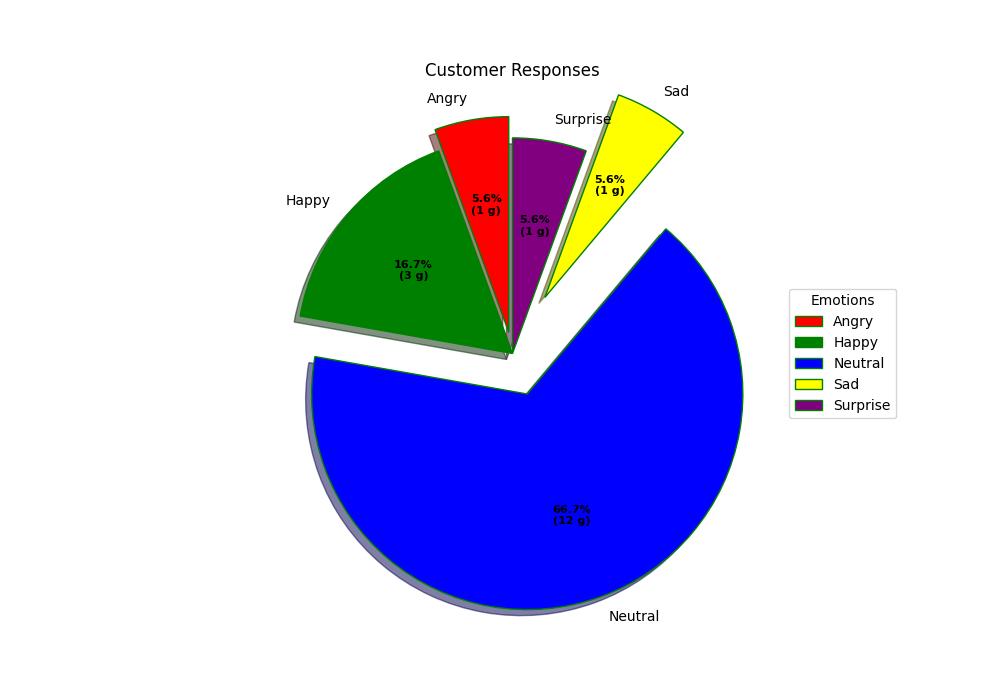 Customer Responses
Angry
Surprise
Sad
Happy
Neutral
5.6%
(1 g)
5.6%
(1 g)
5.6%
(1 g)
16.7%
(3 g)
66.7%
(12 g)
Emotions
Angry
Happy
Neutral
Sad
Surprise